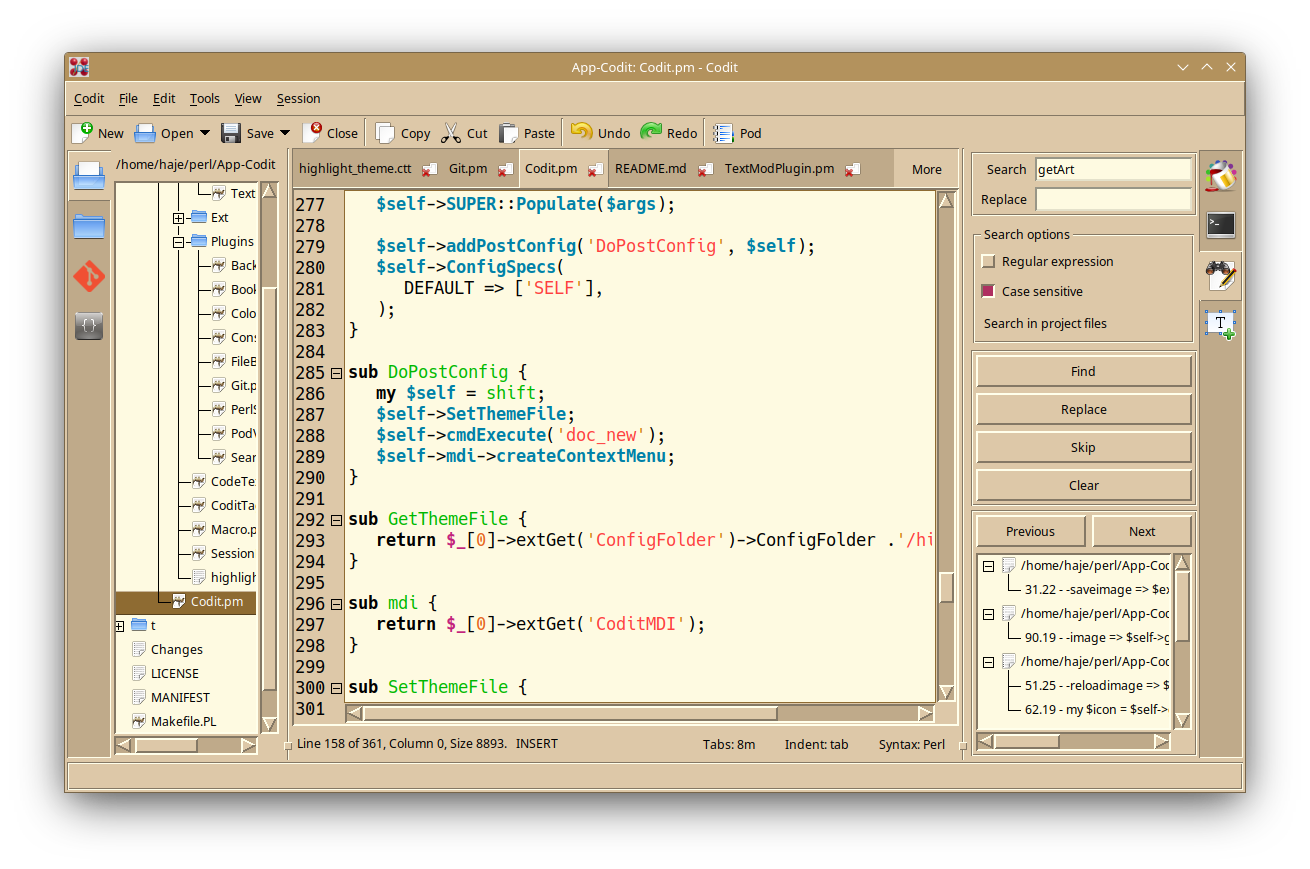 App-Codit: Codit.pm - Codit
Codit File Edit Tools View Session
New Open Save Close Copy Cut Paste Undo Redo Pod
/home/haje/perl/App-Codit
Text
Ext
Plugins
Back
Book
Colo
Cons
FileB
Git.p
PerlS
PodV
Sear
CodeTe
CoditTa
Macro.p
Session
highligh
Codit.pm
t
Changes
LICENSE
MANIFEST
Makefile.PL
highlight_theme.ctt Git.pm Codit.pm README.md TextModPlugin.pm More
277 $self->SUPER::Populate($args);
278
279 $self->addPostConfig('DoPostConfig', $self);
280 $self->ConfigSpecs(
281 DEFAULT => ['SELF'],
282 );
283 }
284
285 sub DoPostConfig {
286 my $self = shift;
287 $self->SetThemeFile;
288 $self->cmdExecute('doc_new');
289 $self->mdi->createContextMenu;
290 }
291
292 sub GetThemeFile {
293 return $_[0]->extGet('ConfigFolder')->ConfigFolder .'/hi
294 }
295
296 sub mdi {
297 return $_[0]->extGet('CoditMDI');
298 }
299
300 sub SetThemeFile {
301
Line 158 of 361, Column 0, Size 8893. INSERT
Tabs: 8m Indent: tab Syntax: Perl
Search getArt
Replace
Search options
Regular expression
Case sensitive
Search in project files
Find
Replace
Skip
Clear
Previous Next
/home/haje/perl/App-Coc
31.22 - -saveimage => $ex
/home/haje/perl/App-Coc
90.19 - -image => $self->g
/home/haje/perl/App-Coc
51.25 - -reloadimage => $
62.19 - my $icon = $self->
>_
{}
T